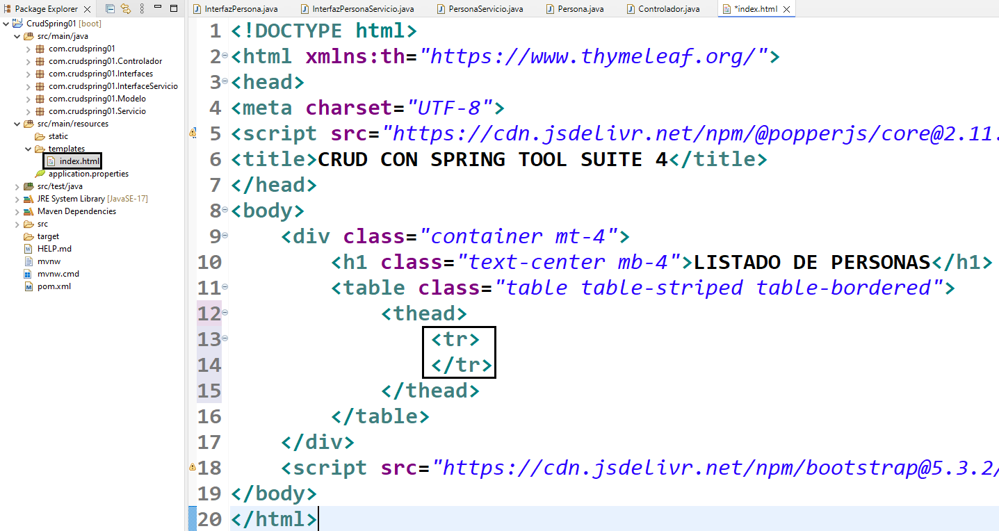 Package Explorer
CrudSpring01 [boot]
src/main/java
com.crudspring01
com.crudspring01.Controlador
com.crudspring01.Interfaces
com.crudspring01.InterfaceServicio
com.crudspring01.Modelo
com.crudspring01.Servicio
src/main/resources
static
templates
index.html
application.properties
src/test/java
JRE System Library [JavaSE-17]
Maven Dependencies
src
target
HELP.md
mvnw
mvnw.cmd
pom.xml
InterfazPersona.java InterfazPersonaServicio.java PersonaServicio.java Persona.java Controlador.java *index.html
1 <!DOCTYPE html>
2 <html xmlns:th="https://www.thymeleaf.org/">
3 <head>
4 <meta charset="UTF-8">
5 <script src="https://cdn.jsdelivr.net/npm/@popperjs/core@2.11.
6 <title>CRUD CON SPRING TOOL SUITE 4</title>
7 </head>
8 <body>
9 <div class="container mt-4">
10 <h1 class="text-center mb-4">LISTADO DE PERSONAS</h1>
11 <table class="table table-striped table-bordered">
12 <thead>
13 <tr>
14 </tr>
15 </thead>
16 </table>
17 </div>
18 <script src="https://cdn.jsdelivr.net/npm/bootstrap@5.3.2/
19 </body>
20 </html>